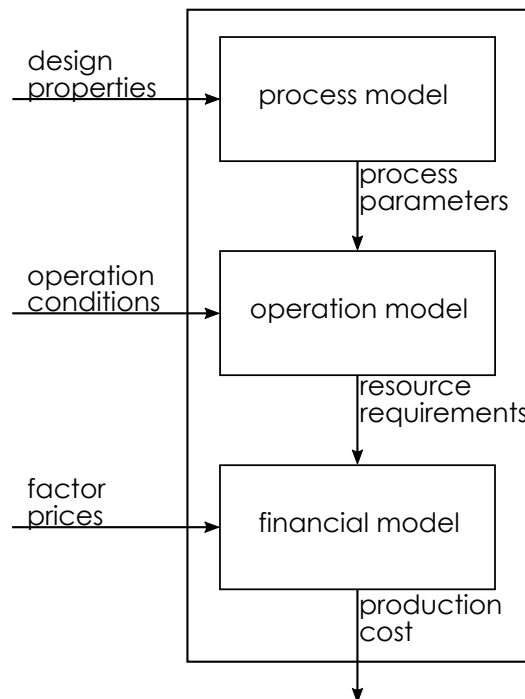 design
properties
process model
process
parameters
operation
conditions
operation model
resource
requirements
factor
prices
financial model
production
cost